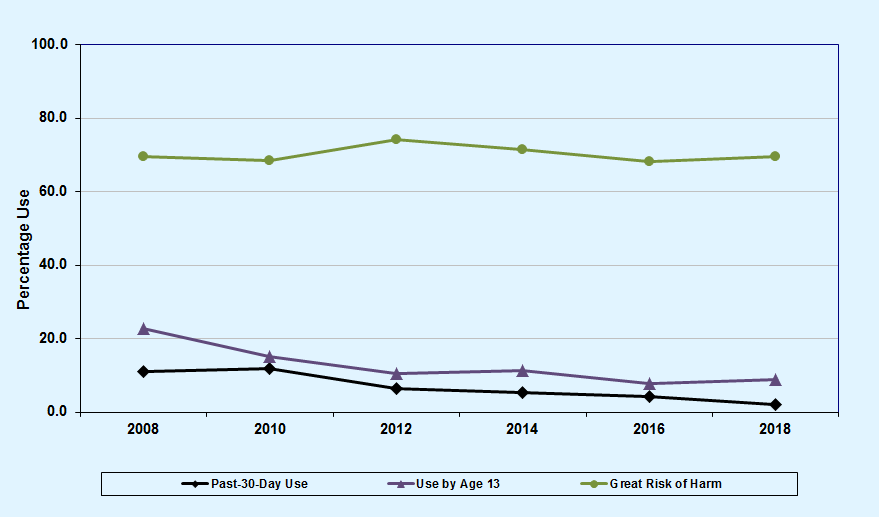 100.0
80.0
60.0
40.0
20.0
0.0
Percentage Use
2008 2010 2012 2014 2016 2018
Past-30-Day Use Use by Age 13 Great Risk of Harm